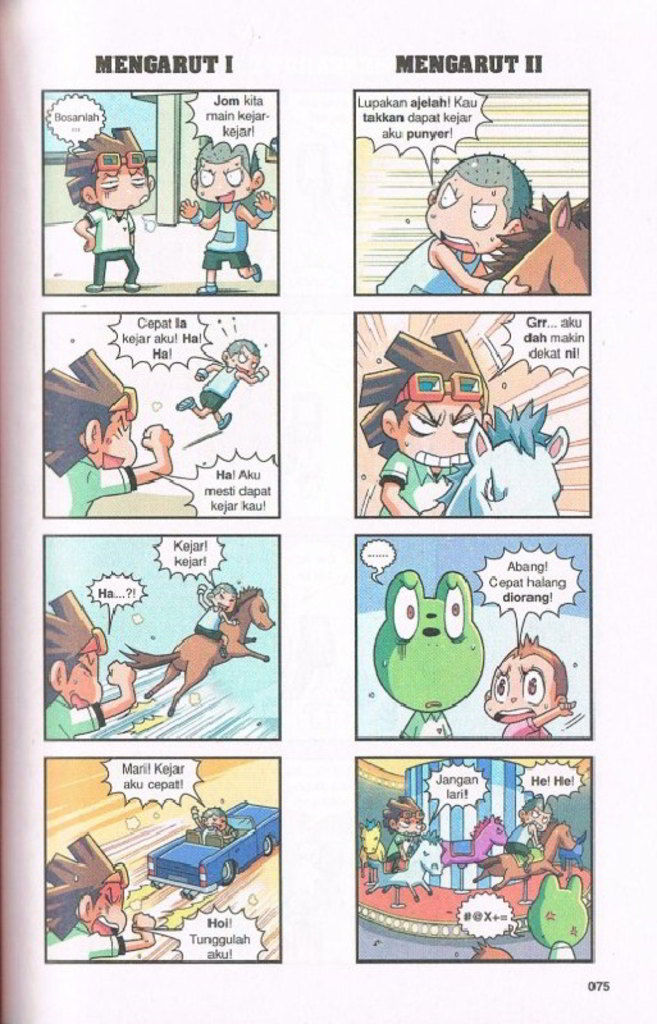 MENGARUT I
Bosanlah
...
Jom kita
main kejar-
kejar!
Cepat la
kejar aku! Ha!
Ha!
Ha! Aku
mesti dapat
kejar kau!
Kejar!
kejar!
Ha...?!
Mari! Kejar
aku cepat!
Hoi!
Tunggulah
aku!
MENGARUT II
Lupakan ajelah! Kau
takkan dapat kejar
aku punyer!
Grr... aku
dah makin
dekat ni!
......
Abang!
Cepat halang
diorang!
Jangan
lari!
He! He!
#@X+=
075